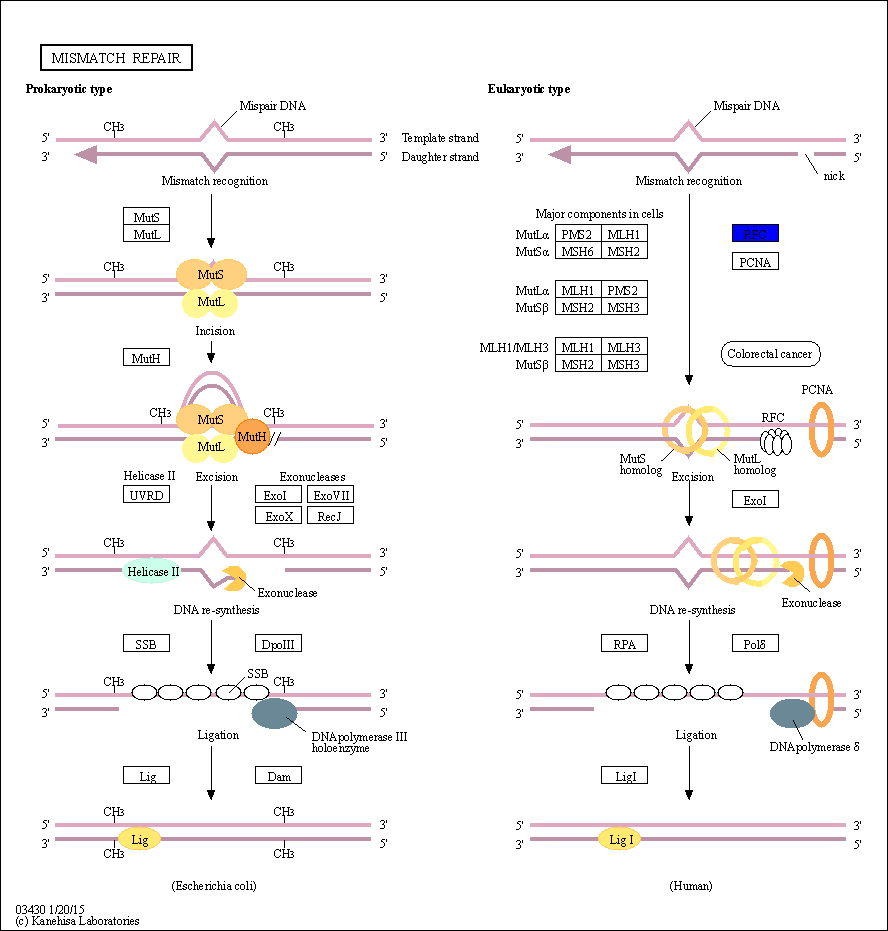 MISMATCH REPAIR
Prokaryotic type
Eukaryotic type
Mispair DNA
Mispair DNA
CH3
CH3
5'
3'
Template strand
5'
3'
3'
5'
Daughter strand
3'
5'
Mismatch recognition
Mismatch recognition
nick
MutS
MutL
Major components in cells
MutLα PMS2 MLH1
RFC
MutSα MSH6 MSH2
PCNA
CH3
CH3
MutS
5'
3'
MutL
3'
5'
MutLα MLH1 PMS2
MutSβ MSH2 MSH3
Incision
MutH
MLH1/MLH3 MLH1 MLH3
MutSβ MSH2 MSH3
Colorectal cancer
CH3
CH3
MutS
MutH
MutL
5'
3'
3'
5'
PCNA
RFC
5'
3'
3'
5'
MutS homolog
MutL homolog
Helicase II
Excision
Exonucleases
Excision
UVRD
ExoI
ExoVII
ExoX
RecJ
ExoI
CH3
CH3
5'
3'
3'
5'
Helicase II
Exonuclease
5'
3'
3'
5'
Exonuclease
DNA re-synthesis
DNA re-synthesis
SSB
DpoIII
RPA
Polδ
SSB
CH3
CH3
5'
3'
3'
5'
5'
3'
3'
5'
DNA polymerase III
holoenzyme
DNA polymerase δ
Ligation
Ligation
Lig
Dam
LigI
CH3
CH3
5'
3'
3'
5'
Lig
CH3
CH3
5'
3'
3'
5'
Lig I
(Escherichia coli)
(Human)
03430 1/20/15
(c) Kanehisa Laboratories